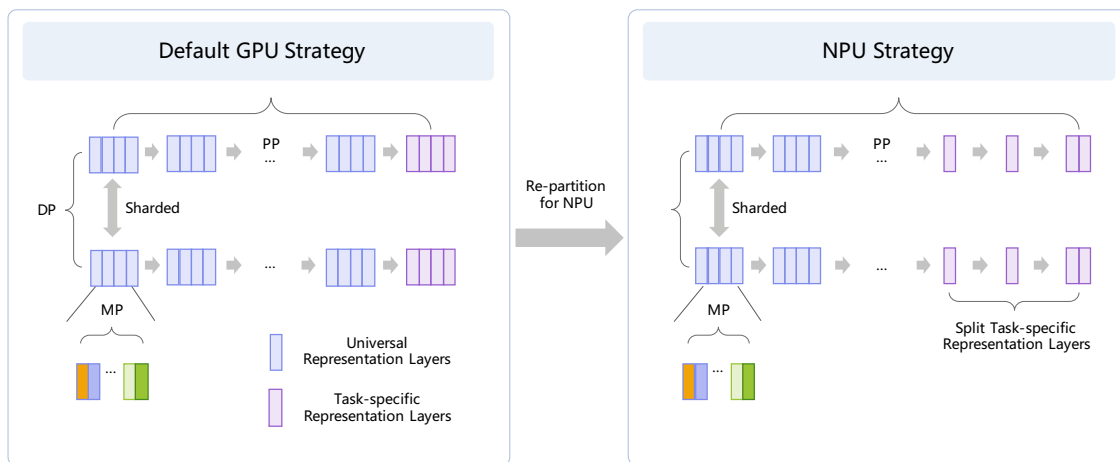 Default GPU Strategy
PP
...
DP
Sharded
...
MP
...
Universal
Representation Layers
Task-specific
Representation Layers
Re-partition
for NPU
NPU Strategy
PP
...
Sharded
...
MP
...
Split Task-specific
Representation Layers